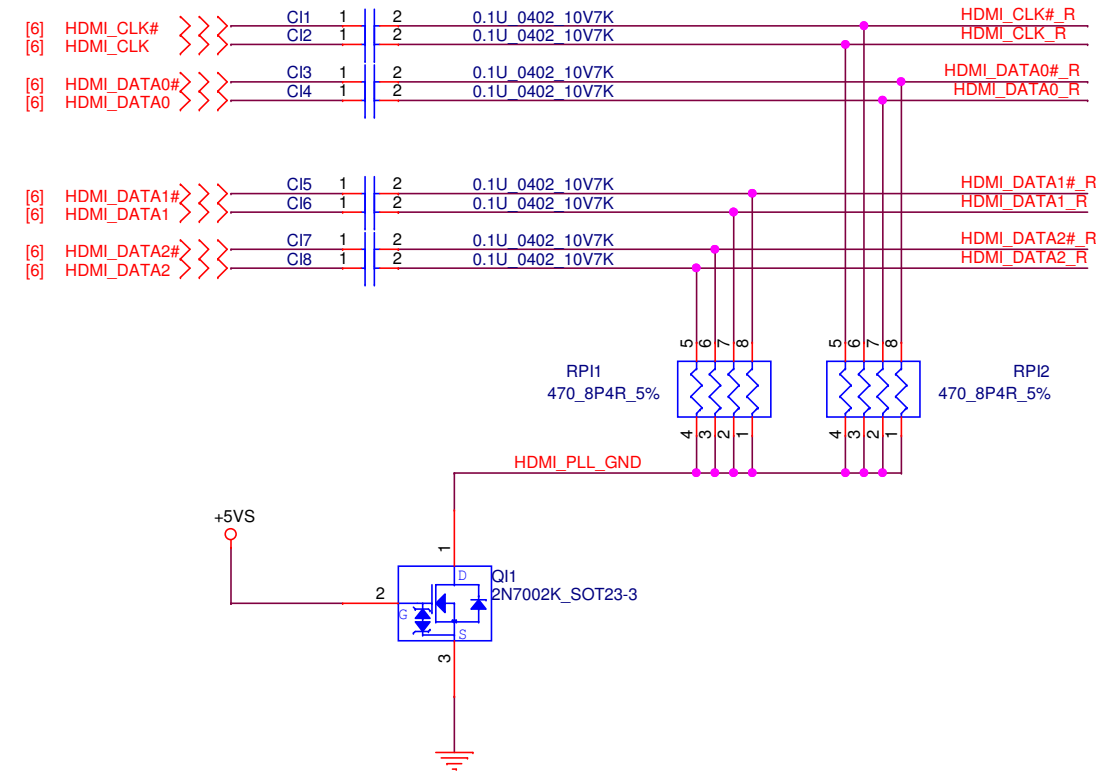 CI1 1 2 0.1U_0402_10V7K HDMI_CLK#_R
[6] HDMI_CLK#
CI2 1 2 0.1U_0402_10V7K HDMI_CLK_R
[6] HDMI_CLK
CI3 1 2 0.1U_0402_10V7K HDMI_DATA0#_R
[6] HDMI_DATA0#
CI4 1 2 0.1U_0402_10V7K HDMI_DATA0_R
[6] HDMI_DATA0
CI5 1 2 0.1U_0402_10V7K HDMI_DATA1#_R
[6] HDMI_DATA1#
CI6 1 2 0.1U_0402_10V7K HDMI_DATA1_R
[6] HDMI_DATA1
CI7 1 2 0.1U_0402_10V7K HDMI_DATA2#_R
[6] HDMI_DATA2#
CI8 1 2 0.1U_0402_10V7K HDMI_DATA2_R
[6] HDMI_DATA2
5 6 7 8 5 6 7 8
RPI1 RPI2
470_8P4R_5% 470_8P4R_5%
4 3 2 1 4 3 2 1
HDMI_PLL_GND
+5VS
1
D QI1
2 2N7002K_SOT23-3
G
S
3